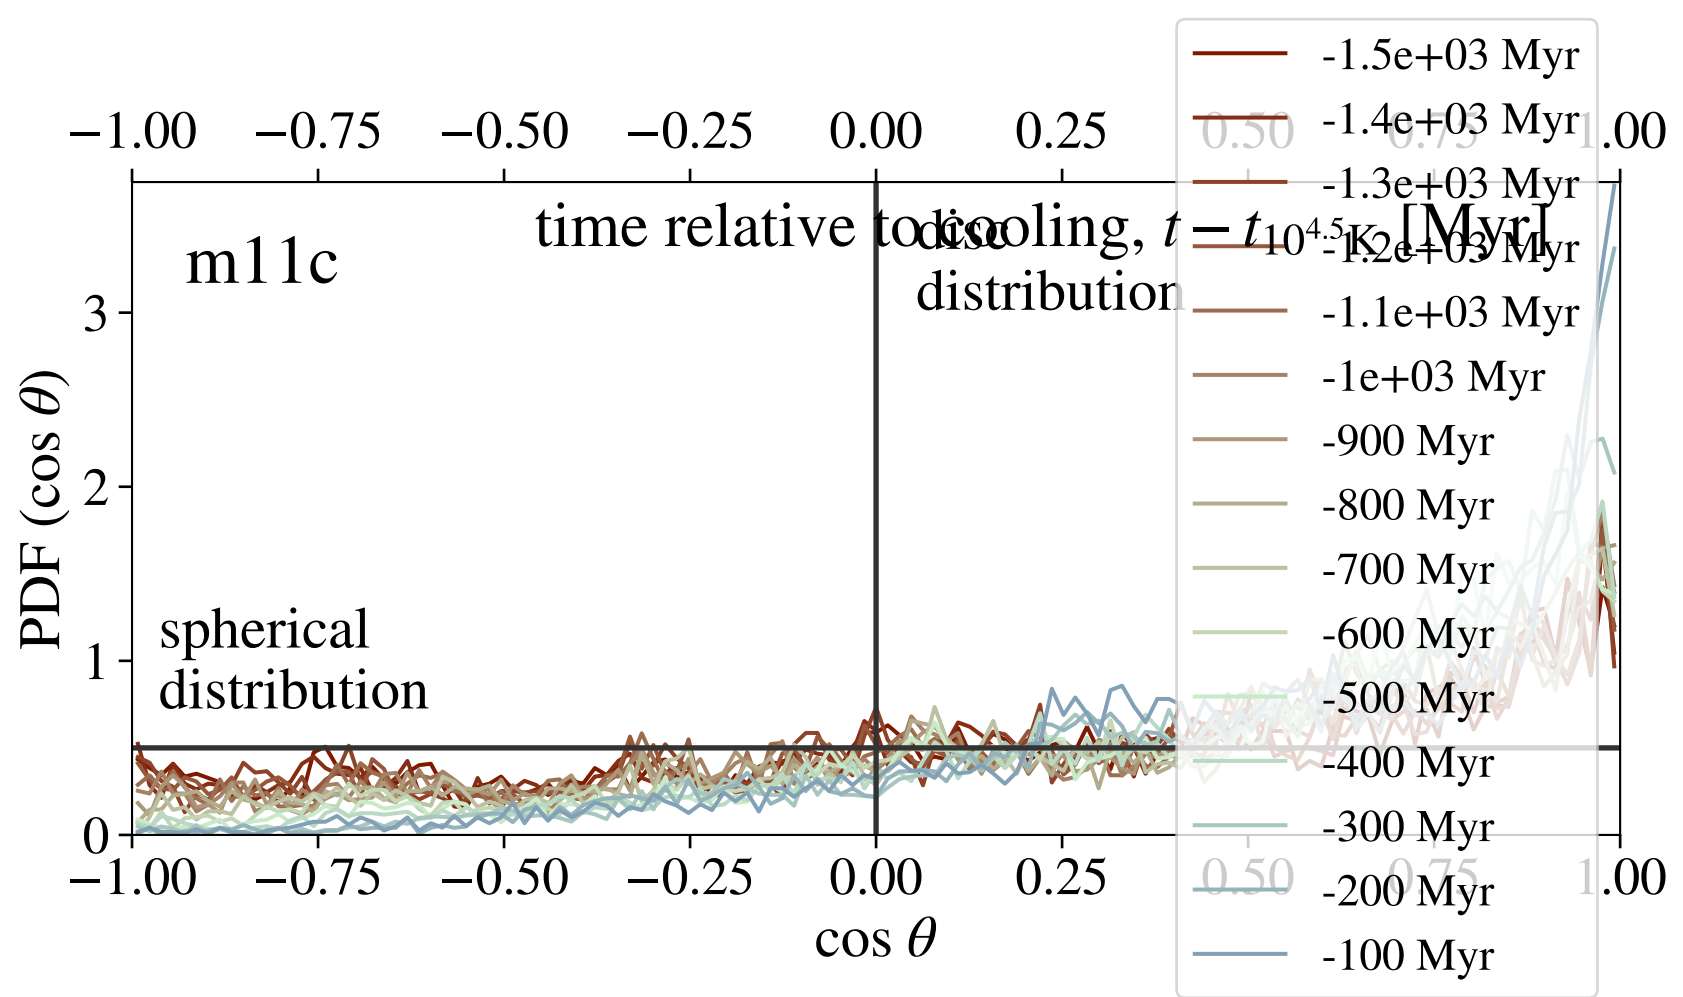 -1.5e+03 Myr
-1.4e+03 Myr
-1.3e+03 Myr
-1.2e+03 Myr
-1.1e+03 Myr
-1e+03 Myr
-900 Myr
-800 Myr
-700 Myr
-600 Myr
-500 Myr
-400 Myr
-300 Myr
-200 Myr
-100 Myr
−1.00 −0.75 −0.50 −0.25 0.00 0.25 0.50 0.75 1.00
time relative to cooling, t − t10^4.5K [Myr]
m11c
disc
distribution
spherical
distribution
PDF (cos θ)
3
2
1
0
−1.00 −0.75 −0.50 −0.25 0.00 0.25 0.50 0.75 1.00
cos θ